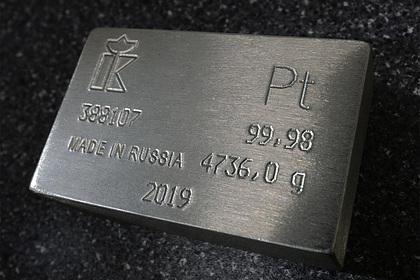 K
Pt
388107
99,98
MADE IN RUSSIA
4736,0 g
2019